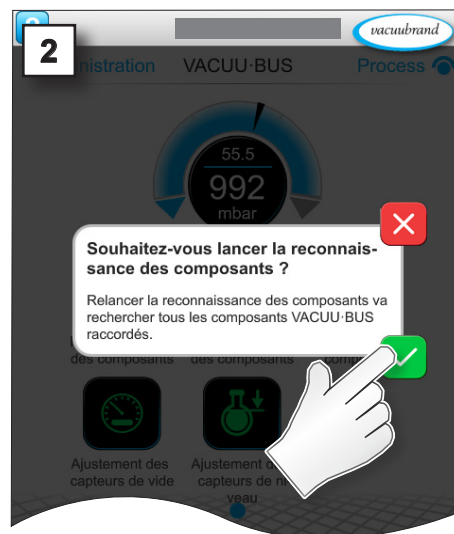 2
vacuubrand
nistration VACUU·BUS Process
55.5
992
mbar
Souhaitez-vous lancer la reconnais-
sance des composants ?
Relancer la reconnaissance des composants va
rechercher tous les composants VACUU·BUS
raccordés.
des composants des composants
Ajustement des Ajustement
capteurs de vide capteurs de ni
veau